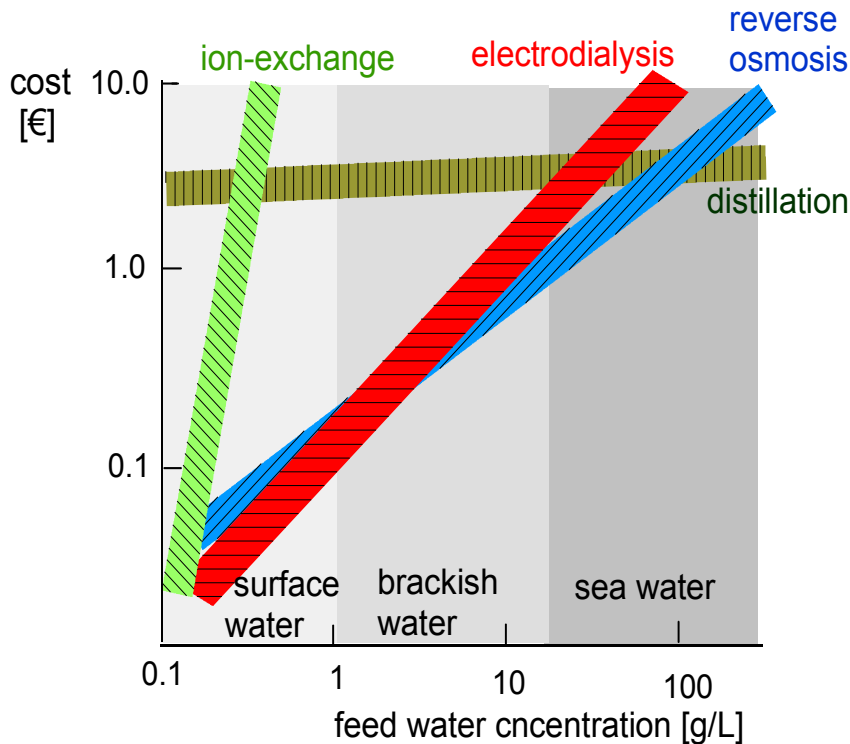 reverse
osmosis
ion-exchange
electrodialysis
cost
[€]
10.0
distillation
1.0
0.1
surface
water
brackish
water
sea water
0.1
1
10
100
feed water cncentration [g/L]